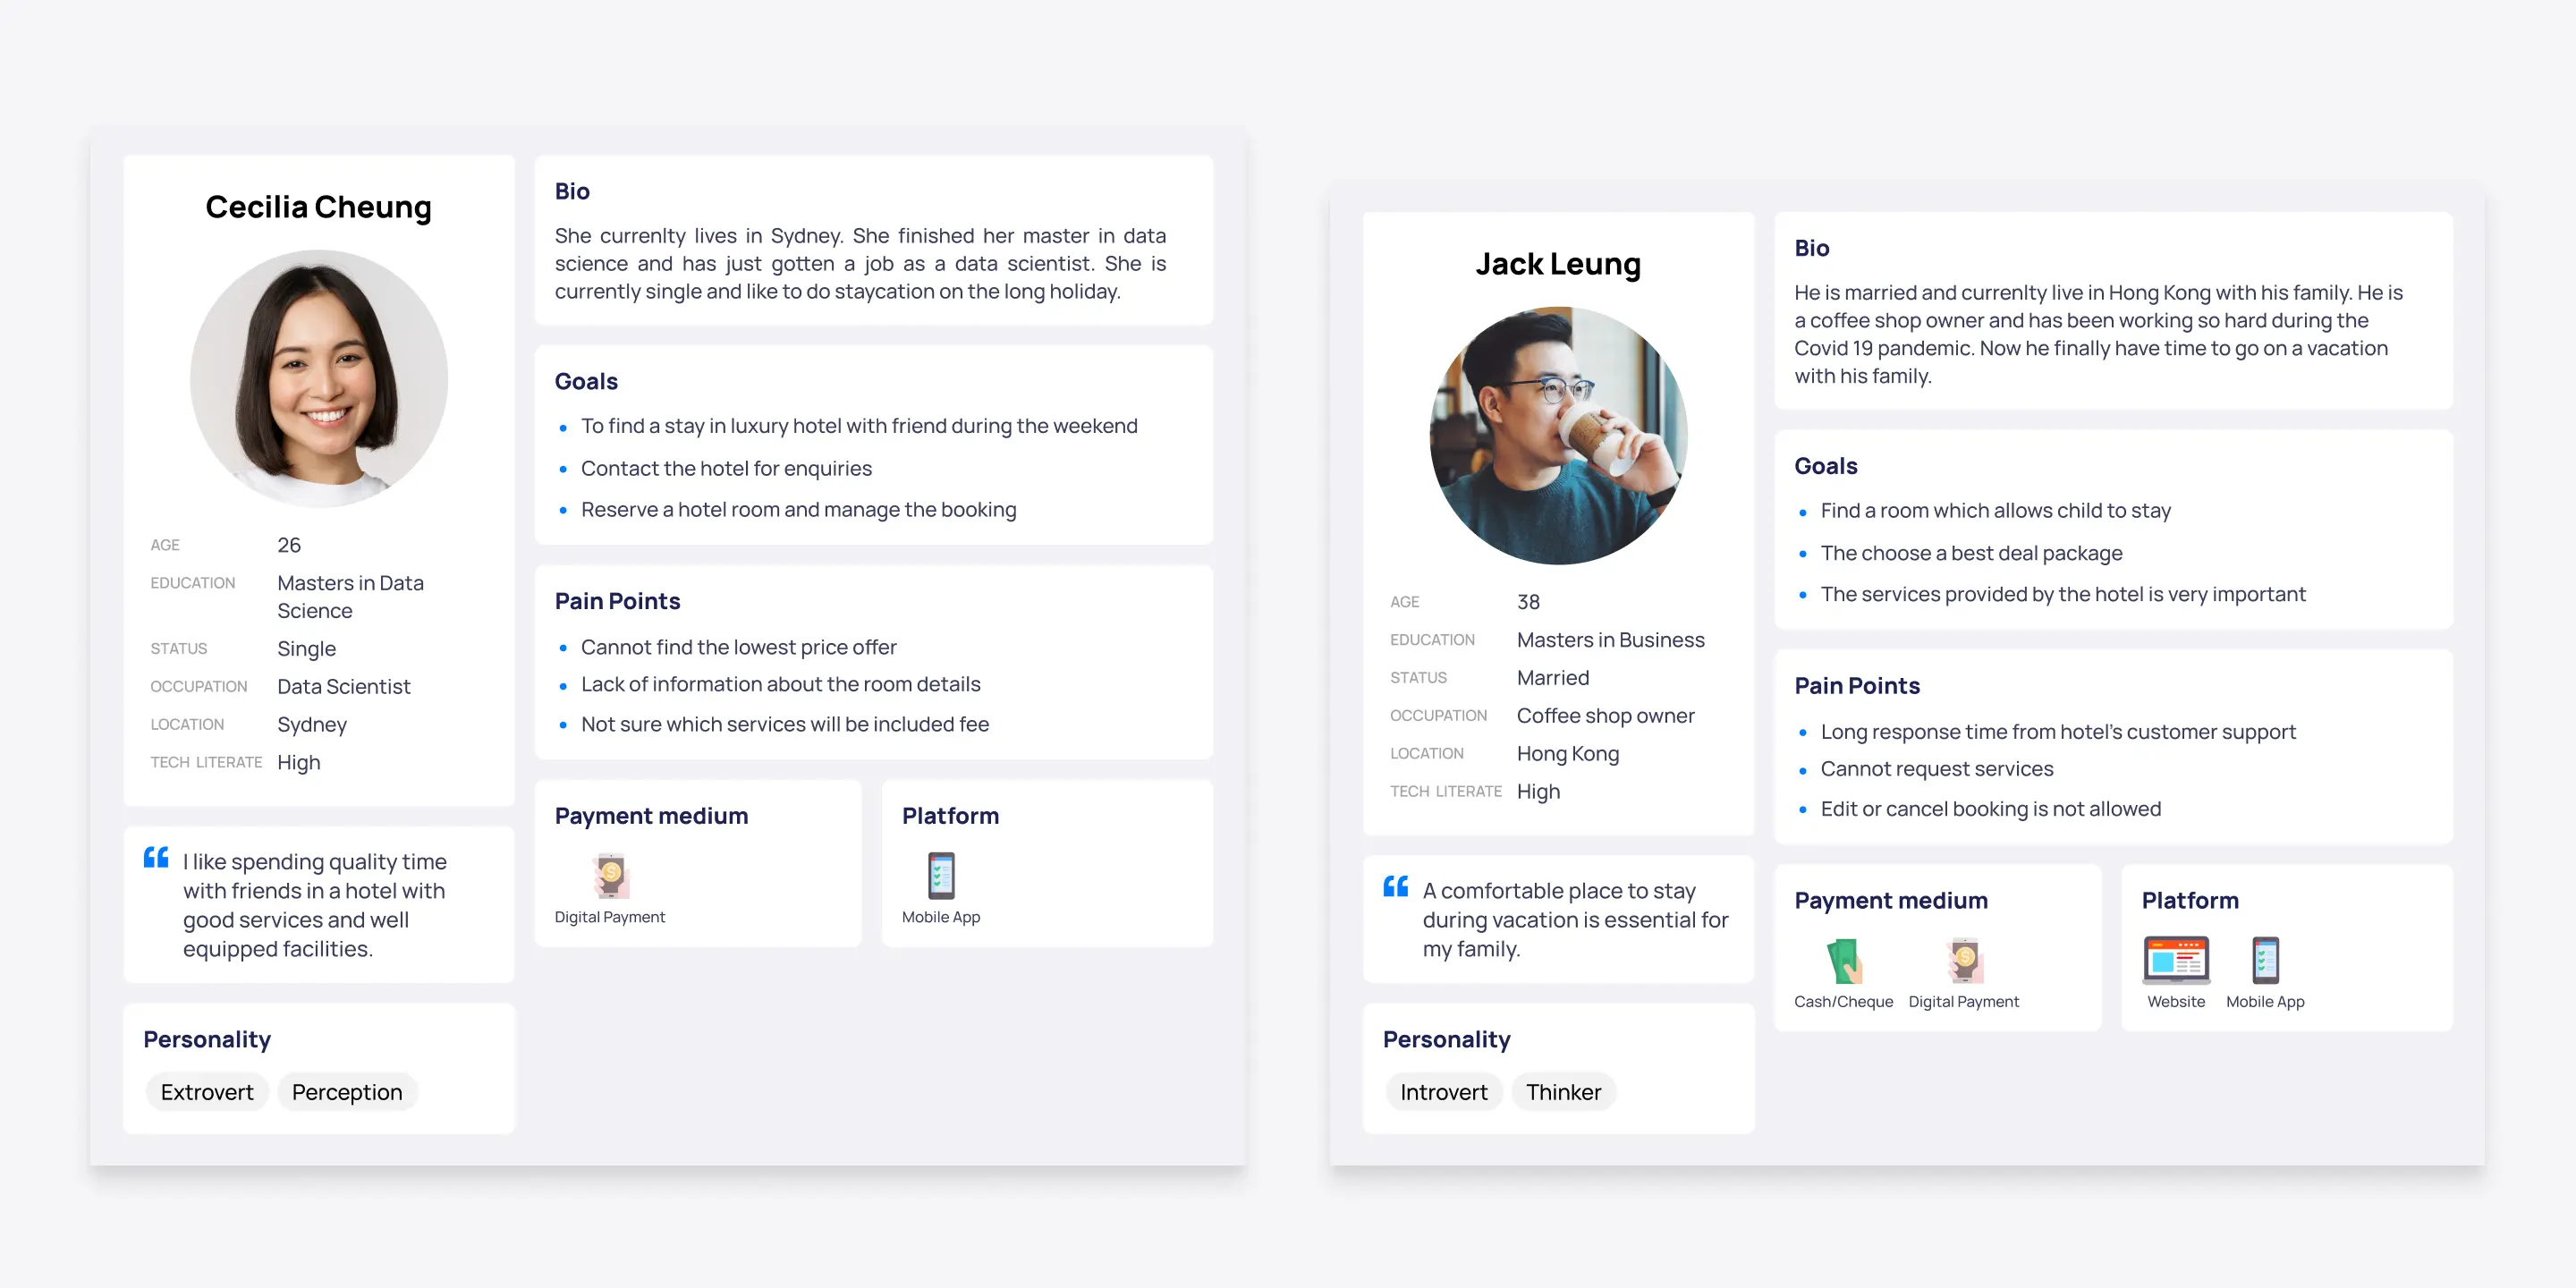 Cecilia Cheung
AGE 26
EDUCATION Masters in Data
Science
STATUS Single
OCCUPATION Data Scientist
LOCATION Sydney
TECH LITERATE High
“ I like spending quality time
with friends in a hotel with
good services and well
equipped facilities.
Personality
Extrovert Perception
Bio
She currenlty lives in Sydney. She finished her master in data
science and has just gotten a job as a data scientist. She is
currently single and like to do staycation on the long holiday.
Goals
• To find a stay in luxury hotel with friend during the weekend
• Contact the hotel for enquiries
• Reserve a hotel room and manage the booking
Pain Points
• Cannot find the lowest price offer
• Lack of information about the room details
• Not sure which services will be included fee
Payment medium
Digital Payment
Platform
Mobile App
Jack Leung
AGE 38
EDUCATION Masters in Business
STATUS Married
OCCUPATION Coffee shop owner
LOCATION Hong Kong
TECH LITERATE High
“ A comfortable place to stay
during vacation is essential for
my family.
Personality
Introvert Thinker
Bio
He is married and currenlty live in Hong Kong with his family. He is
a coffee shop owner and has been working so hard during the
Covid 19 pandemic. Now he finally have time to go on a vacation
with his family.
Goals
• Find a room which allows child to stay
• The choose a best deal package
• The services provided by the hotel is very important
Pain Points
• Long response time from hotel's customer support
• Cannot request services
• Edit or cancel booking is not allowed
Payment medium
Cash/Cheque Digital Payment
Platform
Website Mobile App